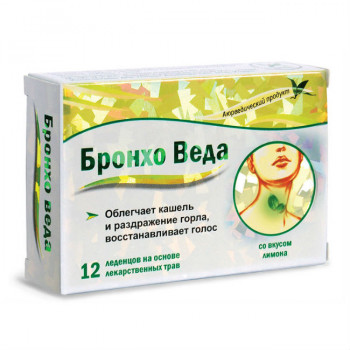 Аюрведический продукт
Бронхо Веда
Бронхо Веда
Облегчает кашель
и раздражение горла,
восстанавливает голос
12 леденцов на основе
лекарственных трав
со вкусом
лимона